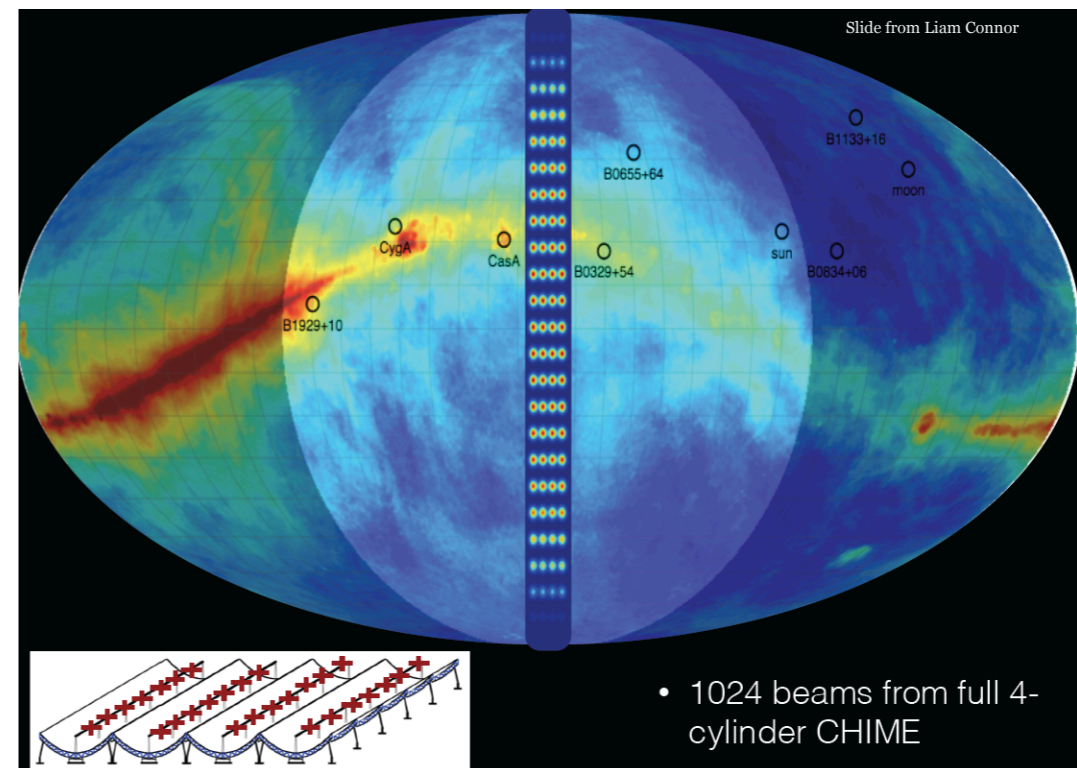 Slide from Liam Connor
B1133+16
B0655+64
moon
CygA
CasA
B0329+54
sun
B0834+06
B1929+10
• 1024 beams from full 4-
cylinder CHIME